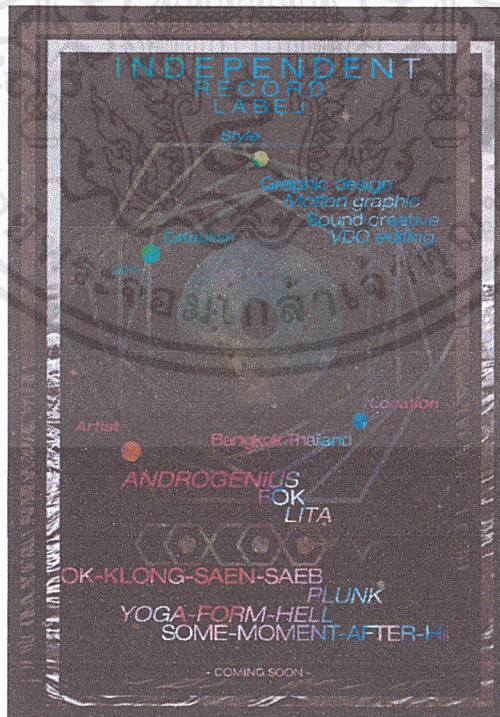 INDEPENDENT
RECORD
LABEL
Style
Graphic design
Motion graphic
Sound creative
VDO editing
Establish
Location
Artist
Bangkok Thailand
ANDROGENIUS
FOK
LITA
OK-KLONG-SAEN-SAEB
PLUNK
YOGA-FORM-HELL
SOME-MOMENT-AFTER-Hi
- COMING SOON -